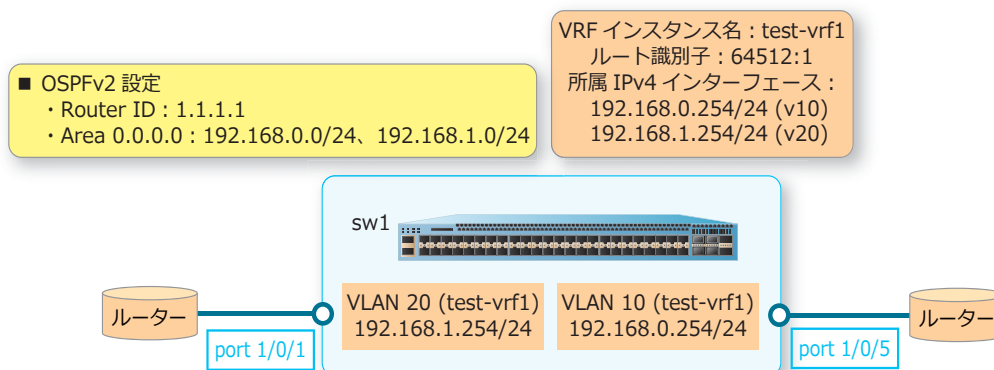 VRF インスタンス名：test-vrf1
ルート識別子：64512:1
所属 IPv4 インターフェース：
192.168.0.254/24 (v10)
192.168.1.254/24 (v20)
■ OSPFv2 設定
・Router ID：1.1.1.1
・Area 0.0.0.0：192.168.0.0/24、192.168.1.0/24
sw1
ルーター
VLAN 20 (test-vrf1)
192.168.1.254/24
VLAN 10 (test-vrf1)
192.168.0.254/24
ルーター
port 1/0/1
port 1/0/5